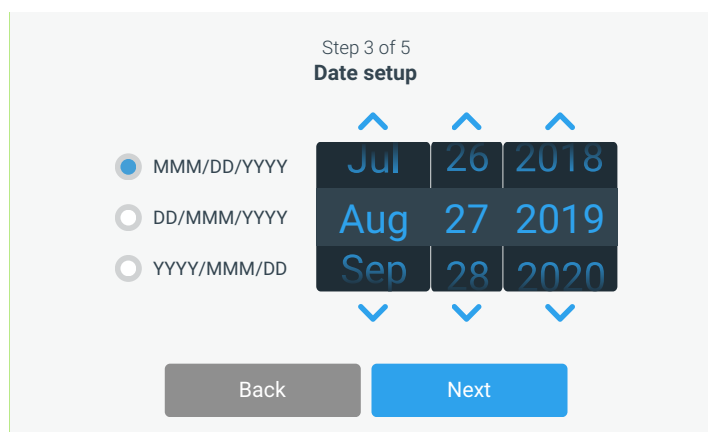 Step 3 of 5
Date setup
MMM/DD/YYYY
DD/MMM/YYYY
YYYY/MMM/DD
Jul 26 2018
Aug 27 2019
Sep 28 2020
Back
Next